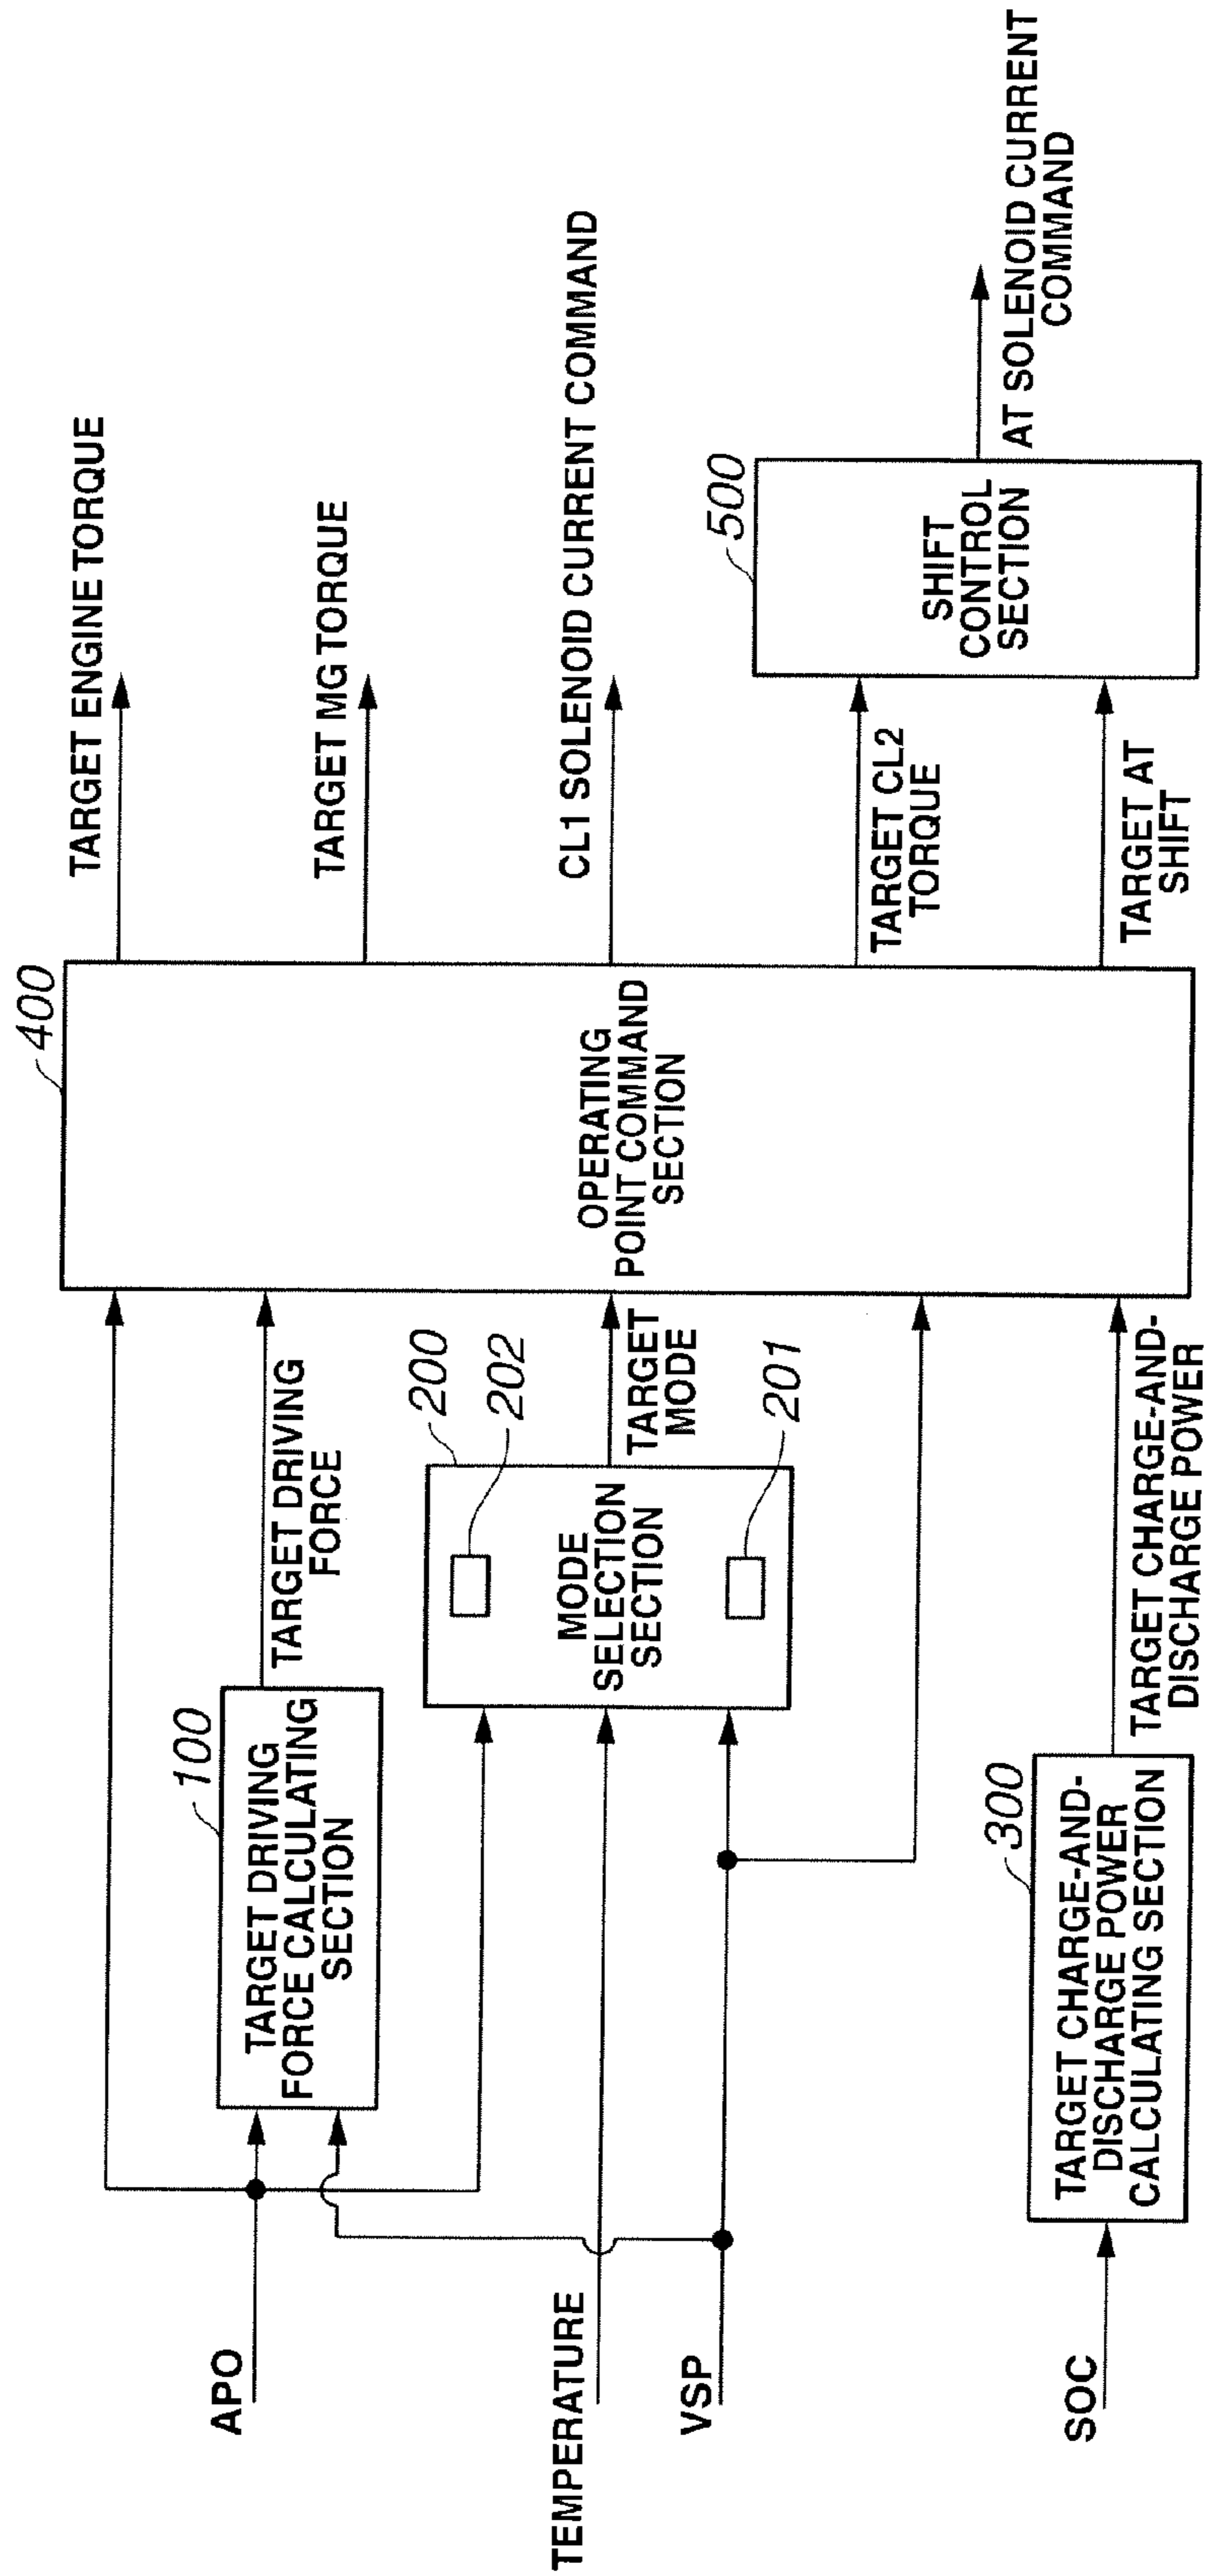 APO
TEMPERATURE
VSP
SOC
100
TARGET DRIVING
FORCE CALCULATING
SECTION
TARGET DRIVING
FORCE
200
202
MODE
SELECTION
SECTION
201
TARGET
MODE
300
TARGET CHARGE-AND-
DISCHARGE POWER
CALCULATING SECTION
TARGET CHARGE-AND-
DISCHARGE POWER
400
OPERATING
POINT COMMAND
SECTION
TARGET ENGINE TORQUE
TARGET MG TORQUE
CL1 SOLENOID CURRENT COMMAND
TARGET CL2
TORQUE
TARGET AT
SHIFT
500
SHIFT
CONTROL
SECTION
AT SOLENOID CURRENT
COMMAND